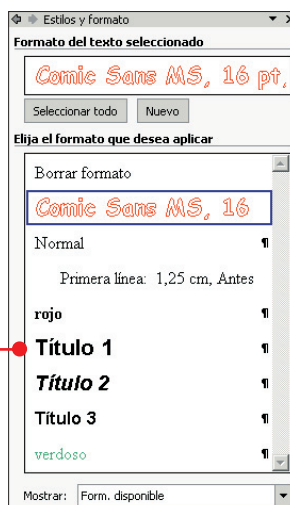 Estilos y formato
Formato del texto seleccionado
Comic Sans MS, 16 pt,
Seleccionar todo Nuevo
Elija el formato que desea aplicar
Borrar formato
Comic Sans MS, 16
Normal ¶
Primera línea: 1,25 cm, Antes
rojo ¶
Título 1 ¶
Título 2 ¶
Título 3 ¶
verdoso ¶
Mostrar: Form. disponible